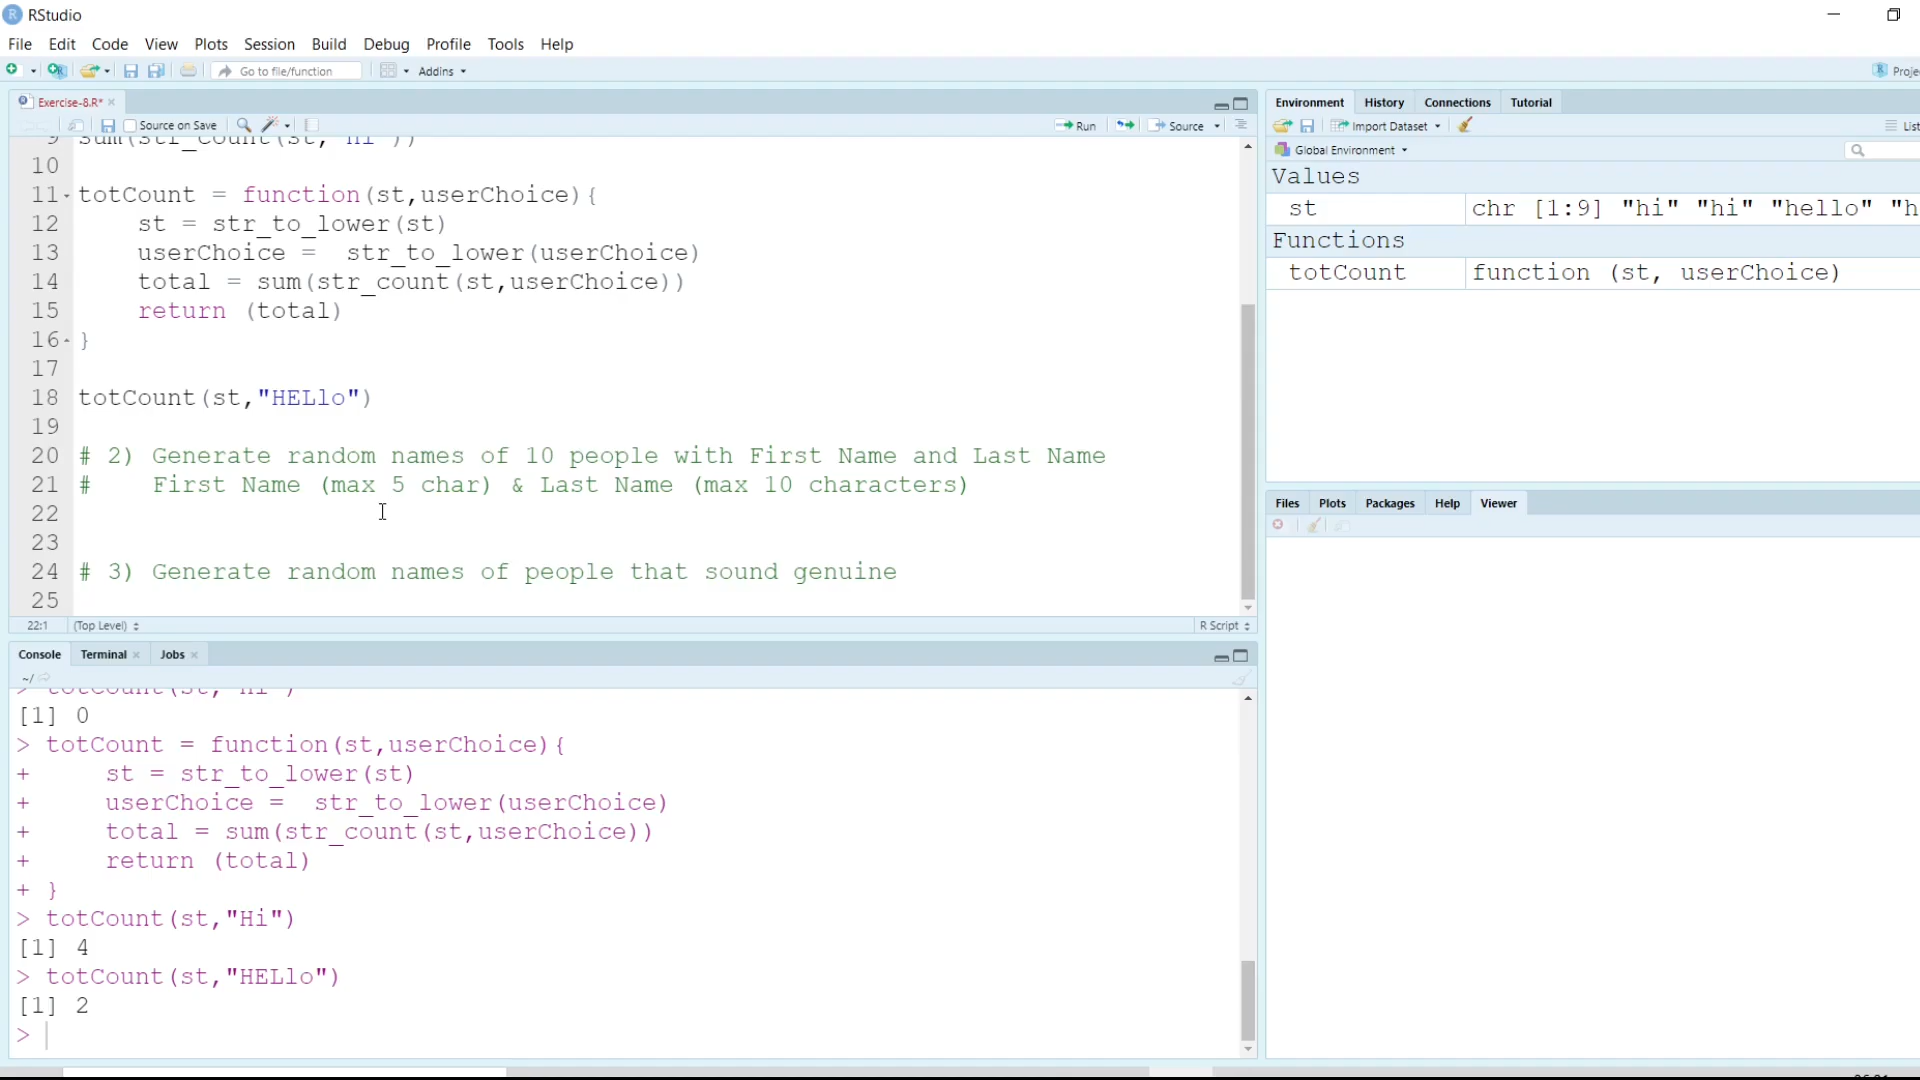 RStudio
File Edit Code View Plots Session Build Debug Profile Tools Help
Go to file/function Addins
Exercise-8.R*
Source on Save Run Source
9 sum(str_count(st, "hi"))
10
11 totCount = function(st,userChoice){
12 st = str_to_lower(st)
13 userChoice = str_to_lower(userChoice)
14 total = sum(str_count(st,userChoice))
15 return (total)
16 }
17
18 totCount(st,"HELlo")
19
20 # 2) Generate random names of 10 people with First Name and Last Name
21 # First Name (max 5 char) & Last Name (max 10 characters)
22
23
24 # 3) Generate random names of people that sound genuine
25
22:1 (Top Level) R Script
Console Terminal Jobs
~/
[1] 0
> totCount = function(st,userChoice){
+ st = str_to_lower(st)
+ userChoice = str_to_lower(userChoice)
+ total = sum(str_count(st,userChoice))
+ return (total)
+ }
> totCount(st,"Hi")
[1] 4
> totCount(st,"HELlo")
[1] 2
>
Environment History Connections Tutorial
Import Dataset List
Global Environment
Values
st chr [1:9] "hi" "hi" "hello" "h
Functions
totCount function (st, userChoice)
Files Plots Packages Help Viewer